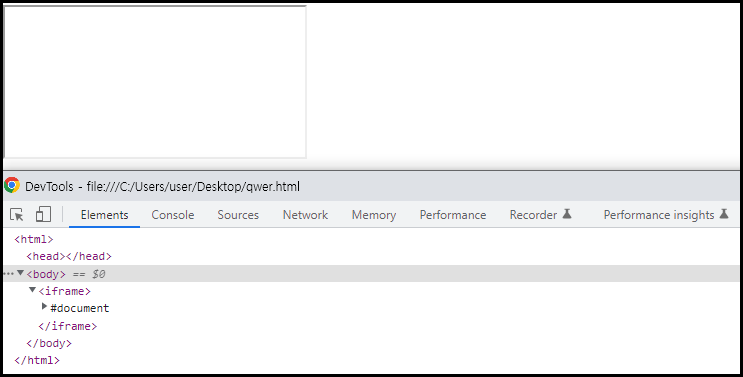 DevTools - file:///C:/Users/user/Desktop/qwer.html
Elements Console Sources Network Memory Performance Recorder Performance insights
<html>
<head></head>
··· <body> == $0
<iframe>
#document
</iframe>
</body>
</html>